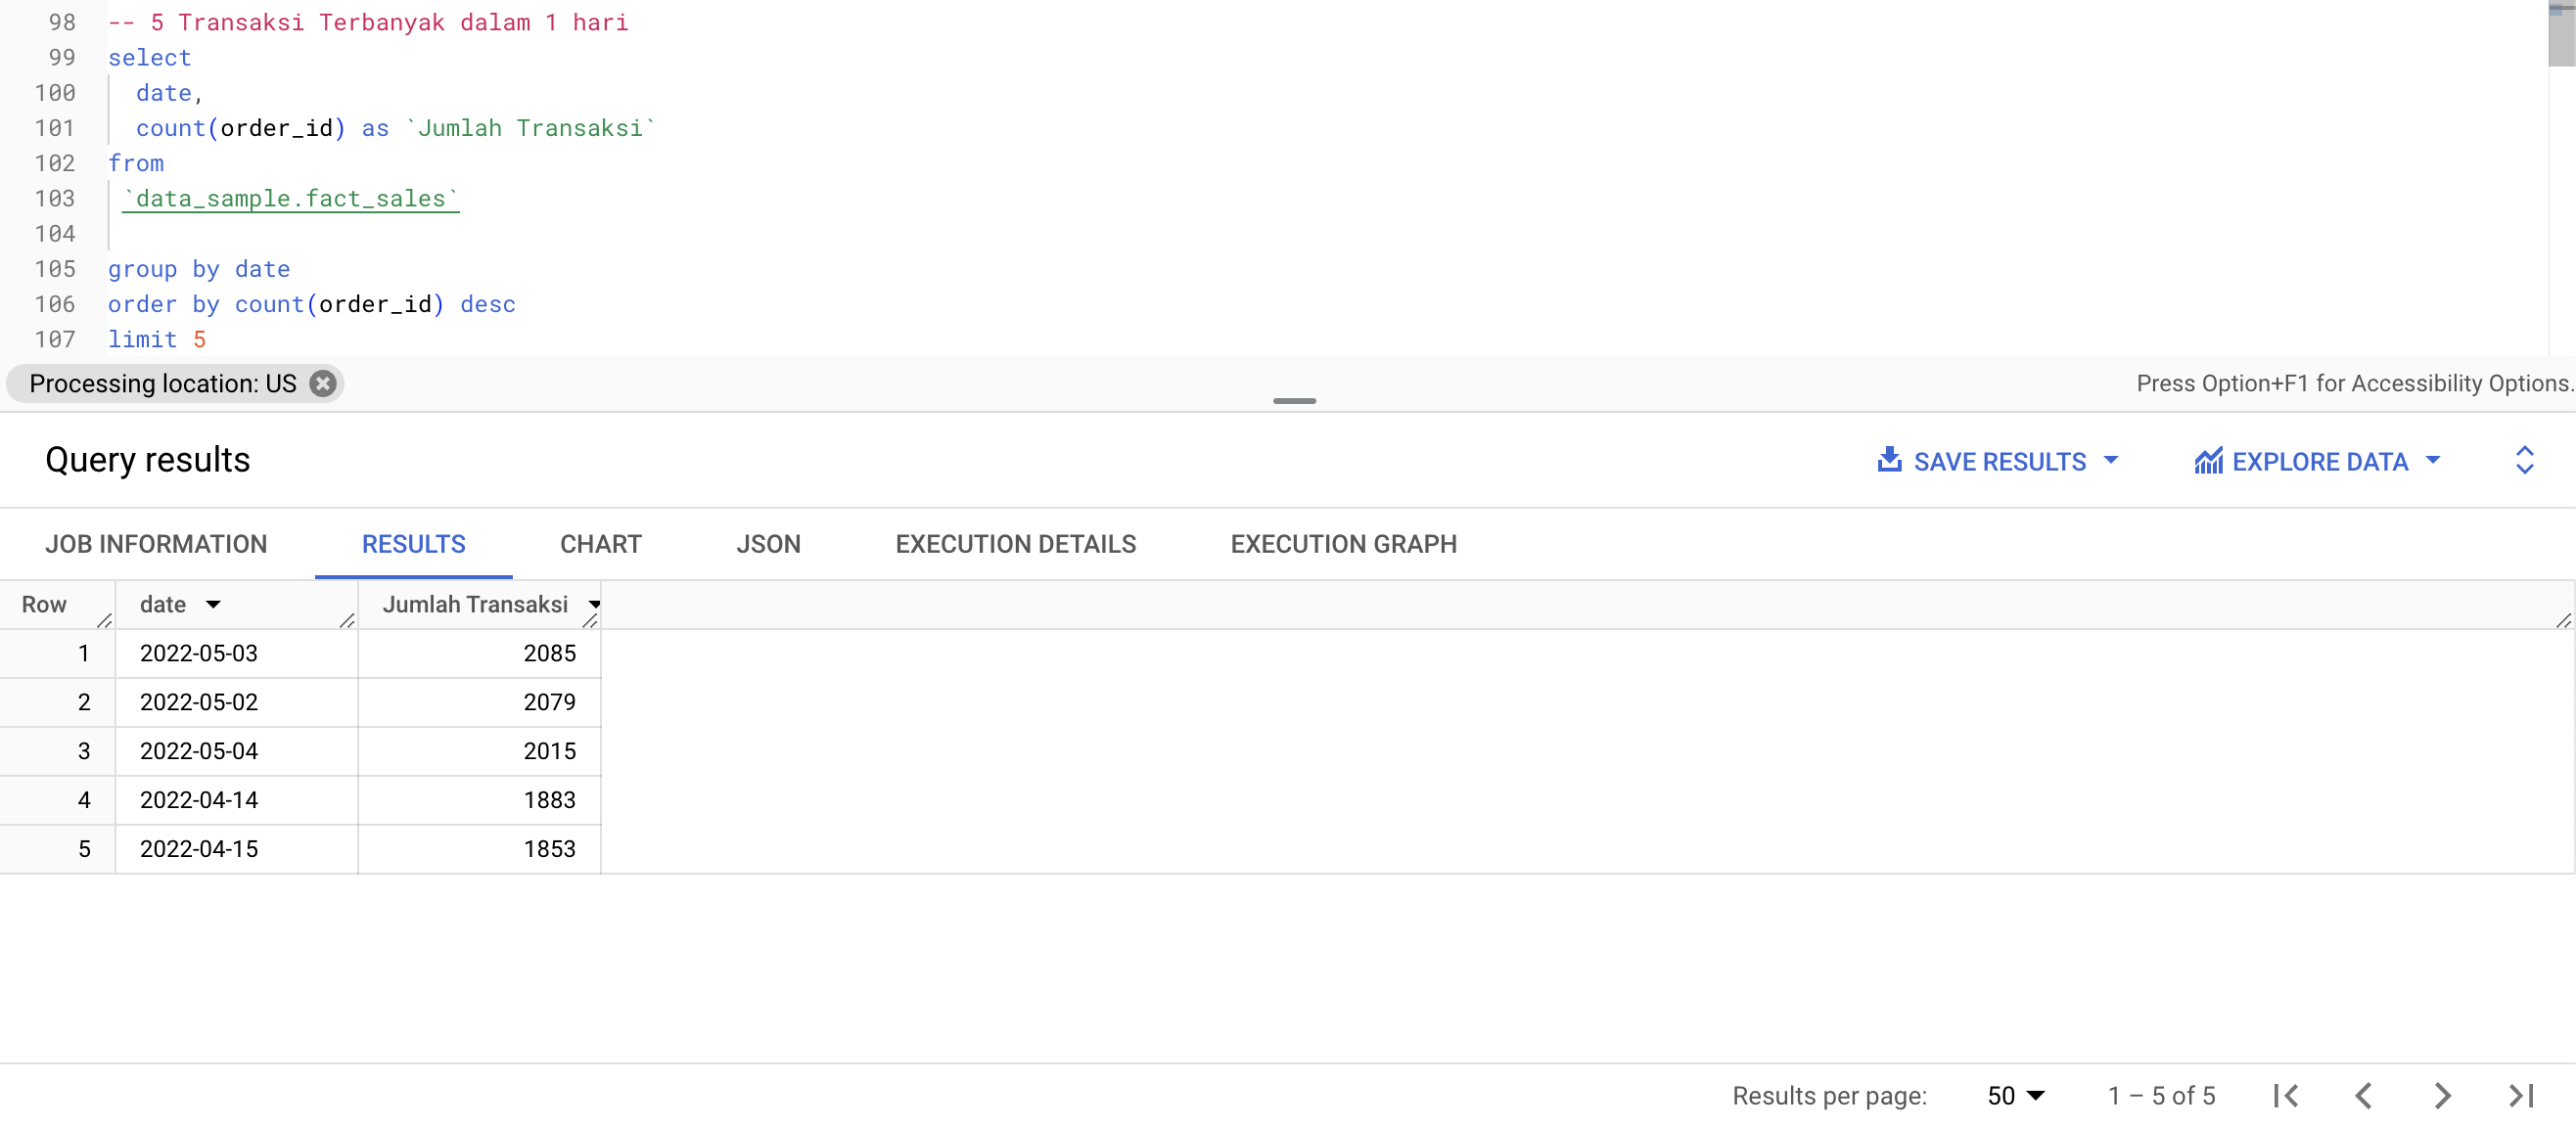 98 -- 5 Transaksi Terbanyak dalam 1 hari
99 select
100 date,
101 count(order_id) as `Jumlah Transaksi`
102 from
103 `data_sample.fact_sales`
104
105 group by date
106 order by count(order_id) desc
107 limit 5
Processing location: US
Press Option+F1 for Accessibility Options.
Query results SAVE RESULTS EXPLORE DATA
JOB INFORMATION RESULTS CHART JSON EXECUTION DETAILS EXECUTION GRAPH
Row date Jumlah Transaksi
1 2022-05-03 2085
2 2022-05-02 2079
3 2022-05-04 2015
4 2022-04-14 1883
5 2022-04-15 1853
Results per page: 50 1 – 5 of 5